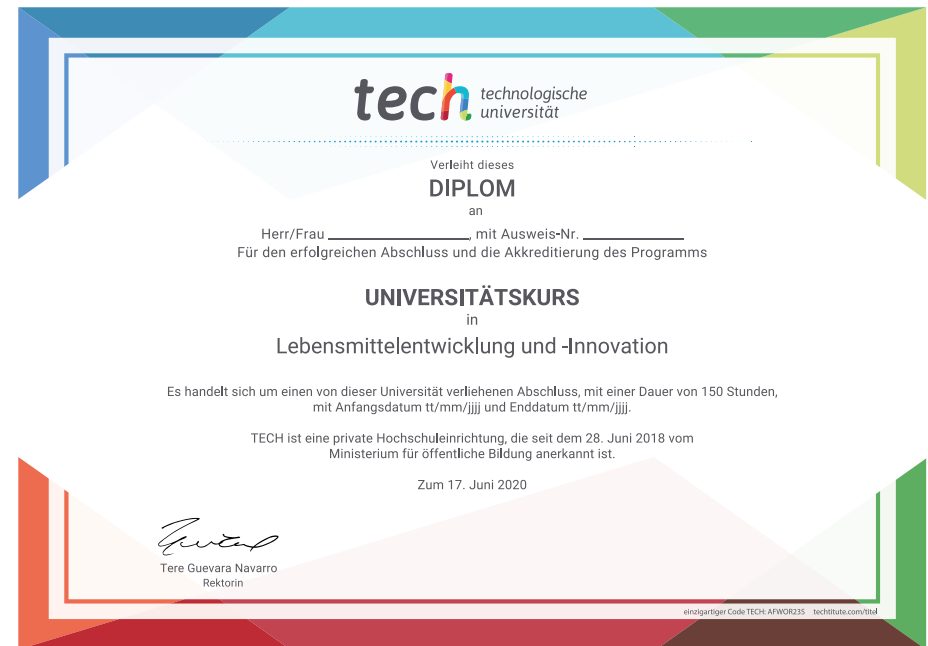 tech technologische
universität
Verleiht dieses
DIPLOM
an
Herr/Frau ____________________, mit Ausweis-Nr. ______________
Für den erfolgreichen Abschluss und die Akkreditierung des Programms
UNIVERSITÄTSKURS
in
Lebensmittelentwicklung und -Innovation
Es handelt sich um einen von dieser Universität verliehenen Abschluss, mit einer Dauer von 150 Stunden,
mit Anfangsdatum tt/mm/jjjj und Enddatum tt/mm/jjjj.
TECH ist eine private Hochschuleinrichtung, die seit dem 28. Juni 2018 vom
Ministerium für öffentliche Bildung anerkannt ist.
Zum 17. Juni 2020
Tere Guevara Navarro
Rektorin
einzigartiger Code TECH: AFWOR235 techtitute.com/titel